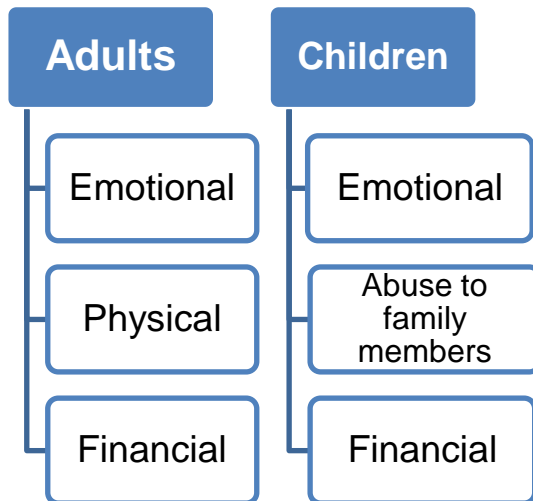 Adults
Emotional
Physical
Financial
Children
Emotional
Abuse to
family
members
Financial